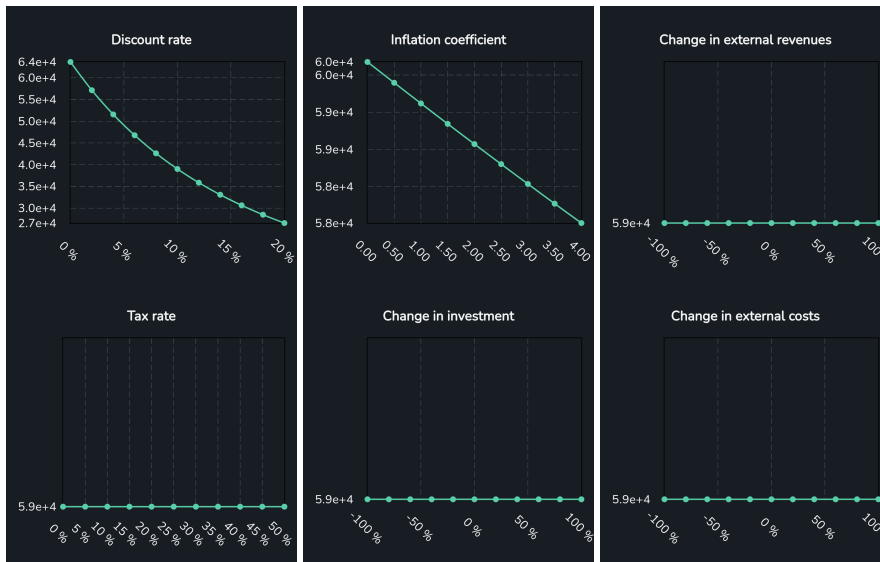 Discount rate
6.4e+4
6.0e+4
5.5e+4
5.0e+4
4.5e+4
4.0e+4
3.5e+4
3.0e+4
2.7e+4
0 %
5 %
10 %
15 %
20 %
Inflation coefficient
6.0e+4
6.0e+4
5.9e+4
5.9e+4
5.8e+4
5.8e+4
0.00
0.50
1.00
1.50
2.00
2.50
3.00
3.50
4.00
Change in external revenues
5.9e+4
-100 %
-50 %
0 %
50 %
100
Tax rate
5.9e+4
0 %
5 %
10 %
15 %
20 %
25 %
30 %
35 %
40 %
45 %
50 %
Change in investment
5.9e+4
-100 %
-50 %
0 %
50 %
100 %
Change in external costs
5.9e+4
-100 %
-50 %
0 %
50 %
100